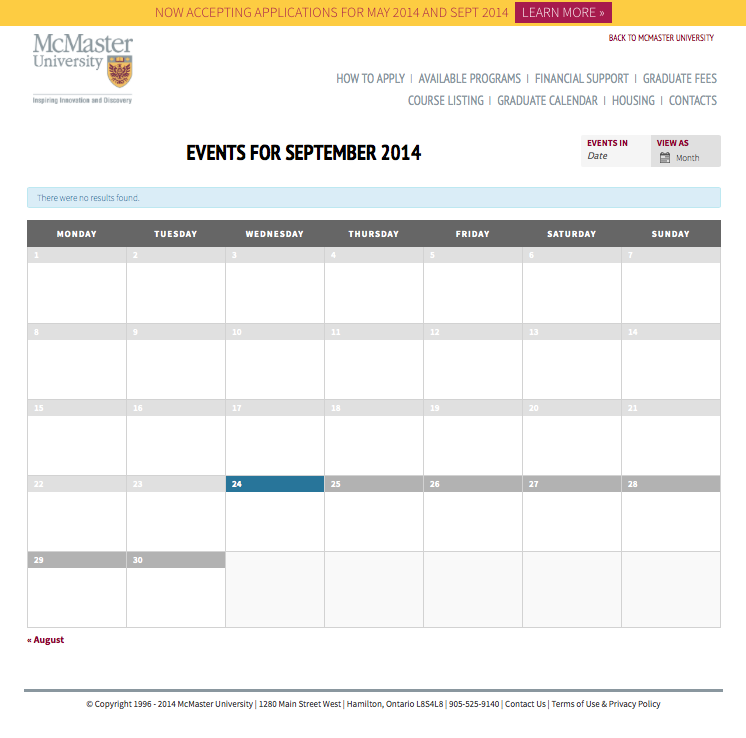 NOW ACCEPTING APPLICATIONS FOR MAY 2014 AND SEPT 2014 LEARN MORE »
McMaster
University
Inspiring Innovation and Discovery
BACK TO MCMASTER UNIVERSITY
HOW TO APPLY | AVAILABLE PROGRAMS | FINANCIAL SUPPORT | GRADUATE FEES
COURSE LISTING | GRADUATE CALENDAR | HOUSING | CONTACTS
EVENTS FOR SEPTEMBER 2014
EVENTS IN
Date
VIEW AS
Month
There were no results found.
MONDAY TUESDAY WEDNESDAY THURSDAY FRIDAY SATURDAY SUNDAY
1 2 3 4 5 6 7
8 9 10 11 12 13 14
15 16 17 18 19 20 21
22 23 24 25 26 27 28
29 30
« August
© Copyright 1996 - 2014 McMaster University | 1280 Main Street West | Hamilton, Ontario L8S4L8 | 905-525-9140 | Contact Us | Terms of Use & Privacy Policy